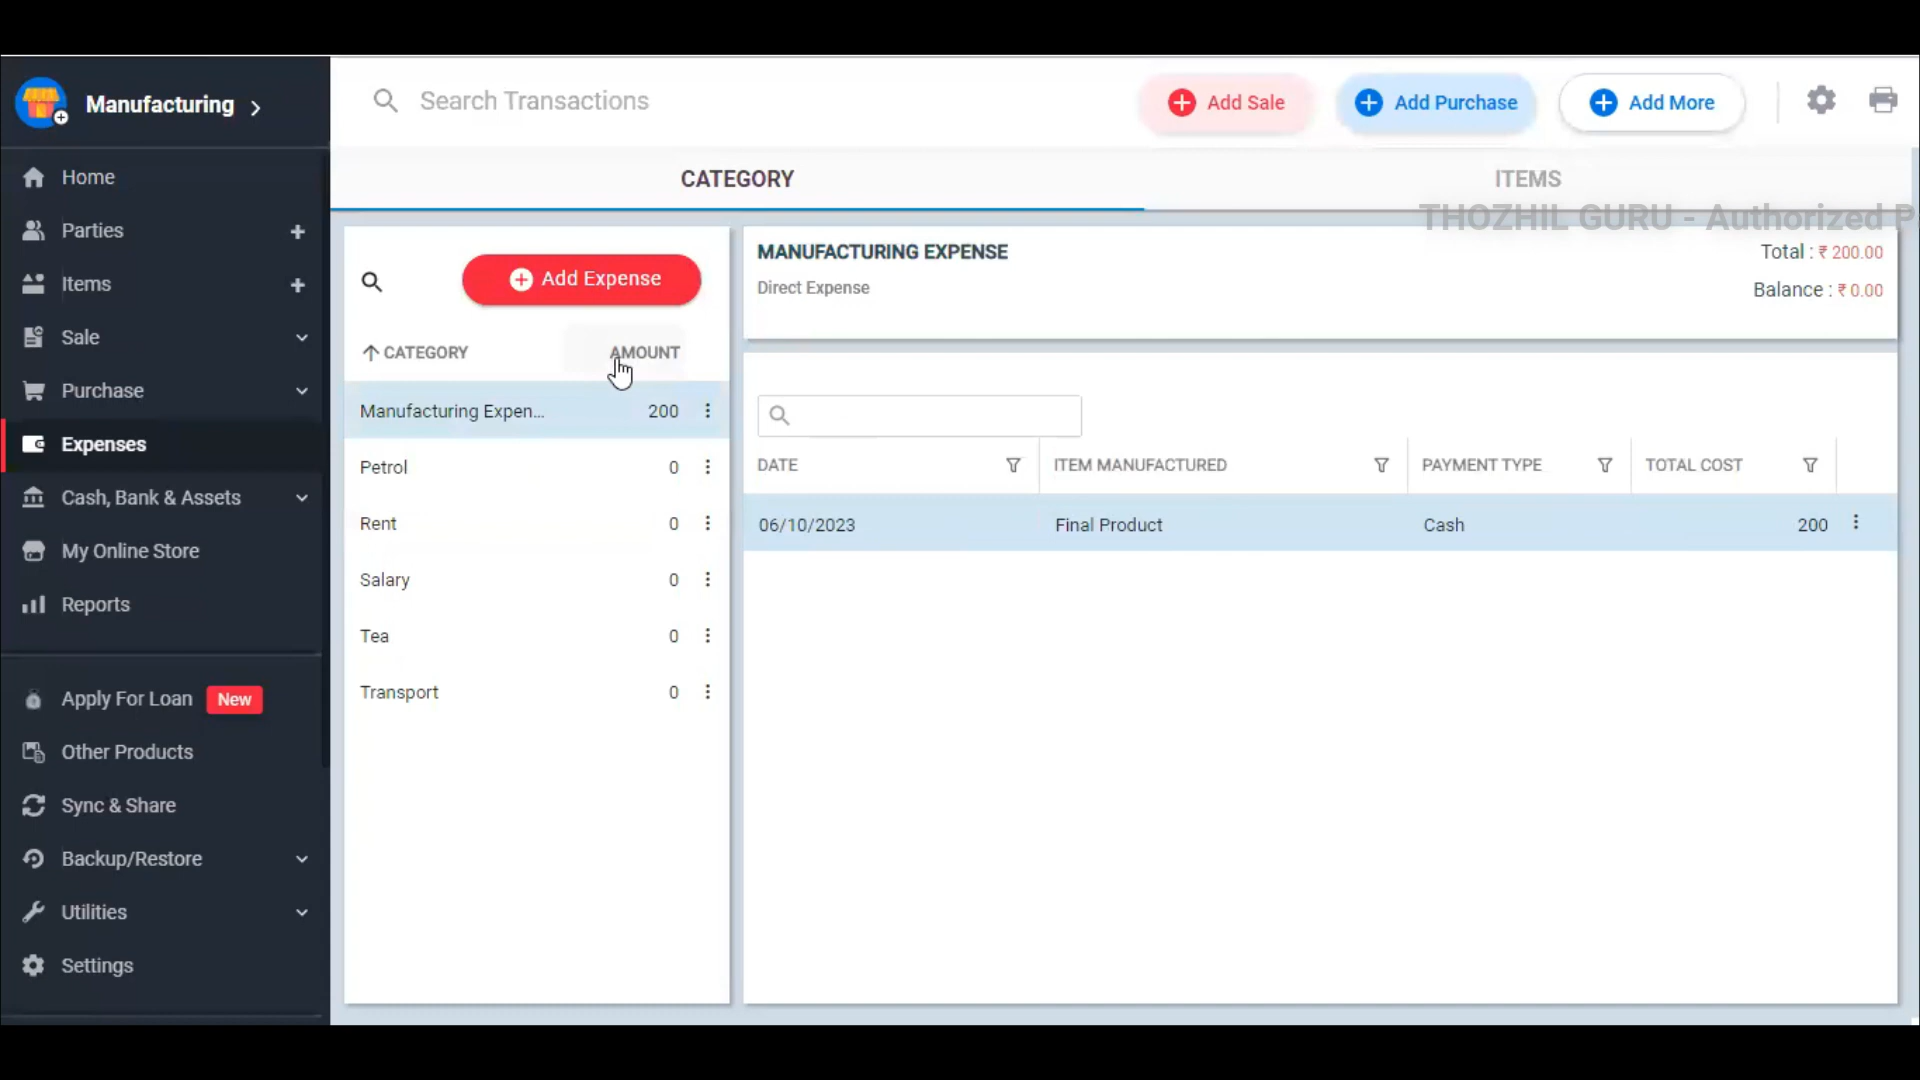 Manufacturing
Search Transactions
Add Sale
Add Purchase
Add More
Home
Parties
Items
Sale
Purchase
Expenses
Cash, Bank & Assets
My Online Store
Reports
Apply For Loan New
Other Products
Sync & Share
Backup/Restore
Utilities
Settings
CATEGORY
ITEMS
THOZHIL GURU - Authorized P
Add Expense
CATEGORY AMOUNT
Manufacturing Expen... 200
Petrol 0
Rent 0
Salary 0
Tea 0
Transport 0
MANUFACTURING EXPENSE
Direct Expense
Total : ₹ 200.00
Balance : ₹ 0.00
DATE ITEM MANUFACTURED PAYMENT TYPE TOTAL COST
06/10/2023 Final Product Cash 200